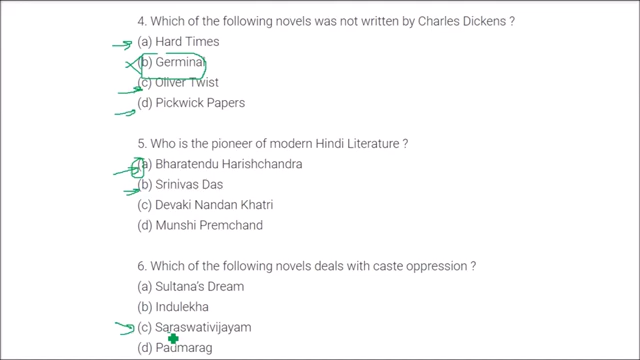 4. Which of the following novels was not written by Charles Dickens ?
(a) Hard Times
(b) Germinal
(c) Oliver Twist
(d) Pickwick Papers
5. Who is the pioneer of modern Hindi Literature ?
(a) Bharatendu Harishchandra
(b) Srinivas Das
(c) Devaki Nandan Khatri
(d) Munshi Premchand
6. Which of the following novels deals with caste oppression ?
(a) Sultana's Dream
(b) Indulekha
(c) Saraswativijayam
(d) Padmarag